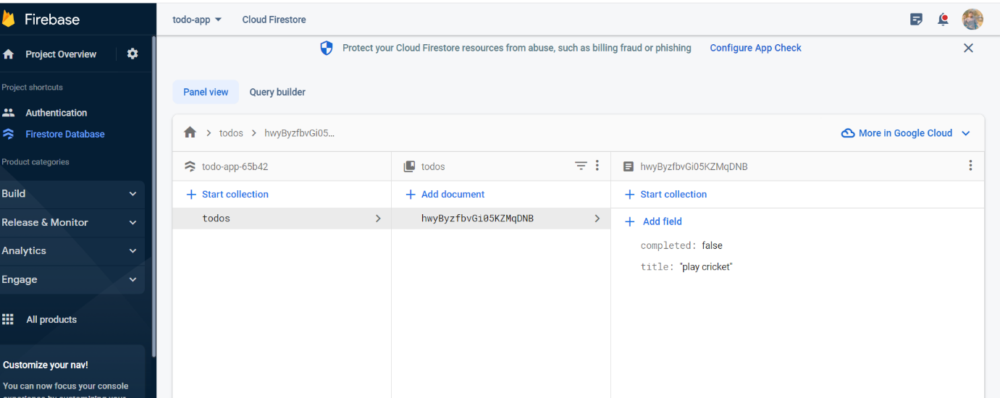 Firebase
Project Overview
Project shortcuts
Authentication
Firestore Database
Product categories
Build
Release & Monitor
Analytics
Engage
All products
Customize your nav!
You can now focus your console
experience by customizing your
todo-app
Cloud Firestore
Protect your Cloud Firestore resources from abuse, such as billing fraud or phishing Configure App Check
Panel view
Query builder
todos
hwyByzfbvGi05...
More in Google Cloud
todo-app-65b42
Start collection
todos
todos
Add document
hwyByzfbvGi05KZMqDNB
hwyByzfbvGi05KZMqDNB
Start collection
Add field
completed: false
title: "play cricket"